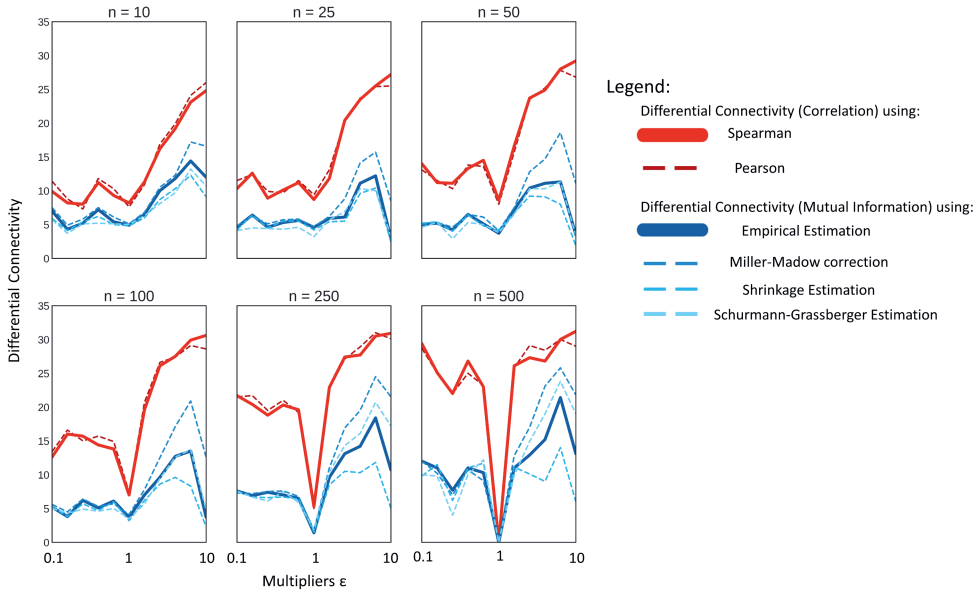 n = 10
n = 25
n = 50
35
30
25
20
15
10
5
0
Legend:
Differential Connectivity (Correlation) using:
Spearman
Pearson
Differential Connectivity (Mutual Information) using:
Empirical Estimation
Miller-Madow correction
Shrinkage Estimation
Schurmann-Grassberger Estimation
Differential Connectivity
n = 100
n = 250
n = 500
35
30
25
20
15
10
5
0
0.1 1 10 0.1 1 10 0.1 1 10
Multipliers ε